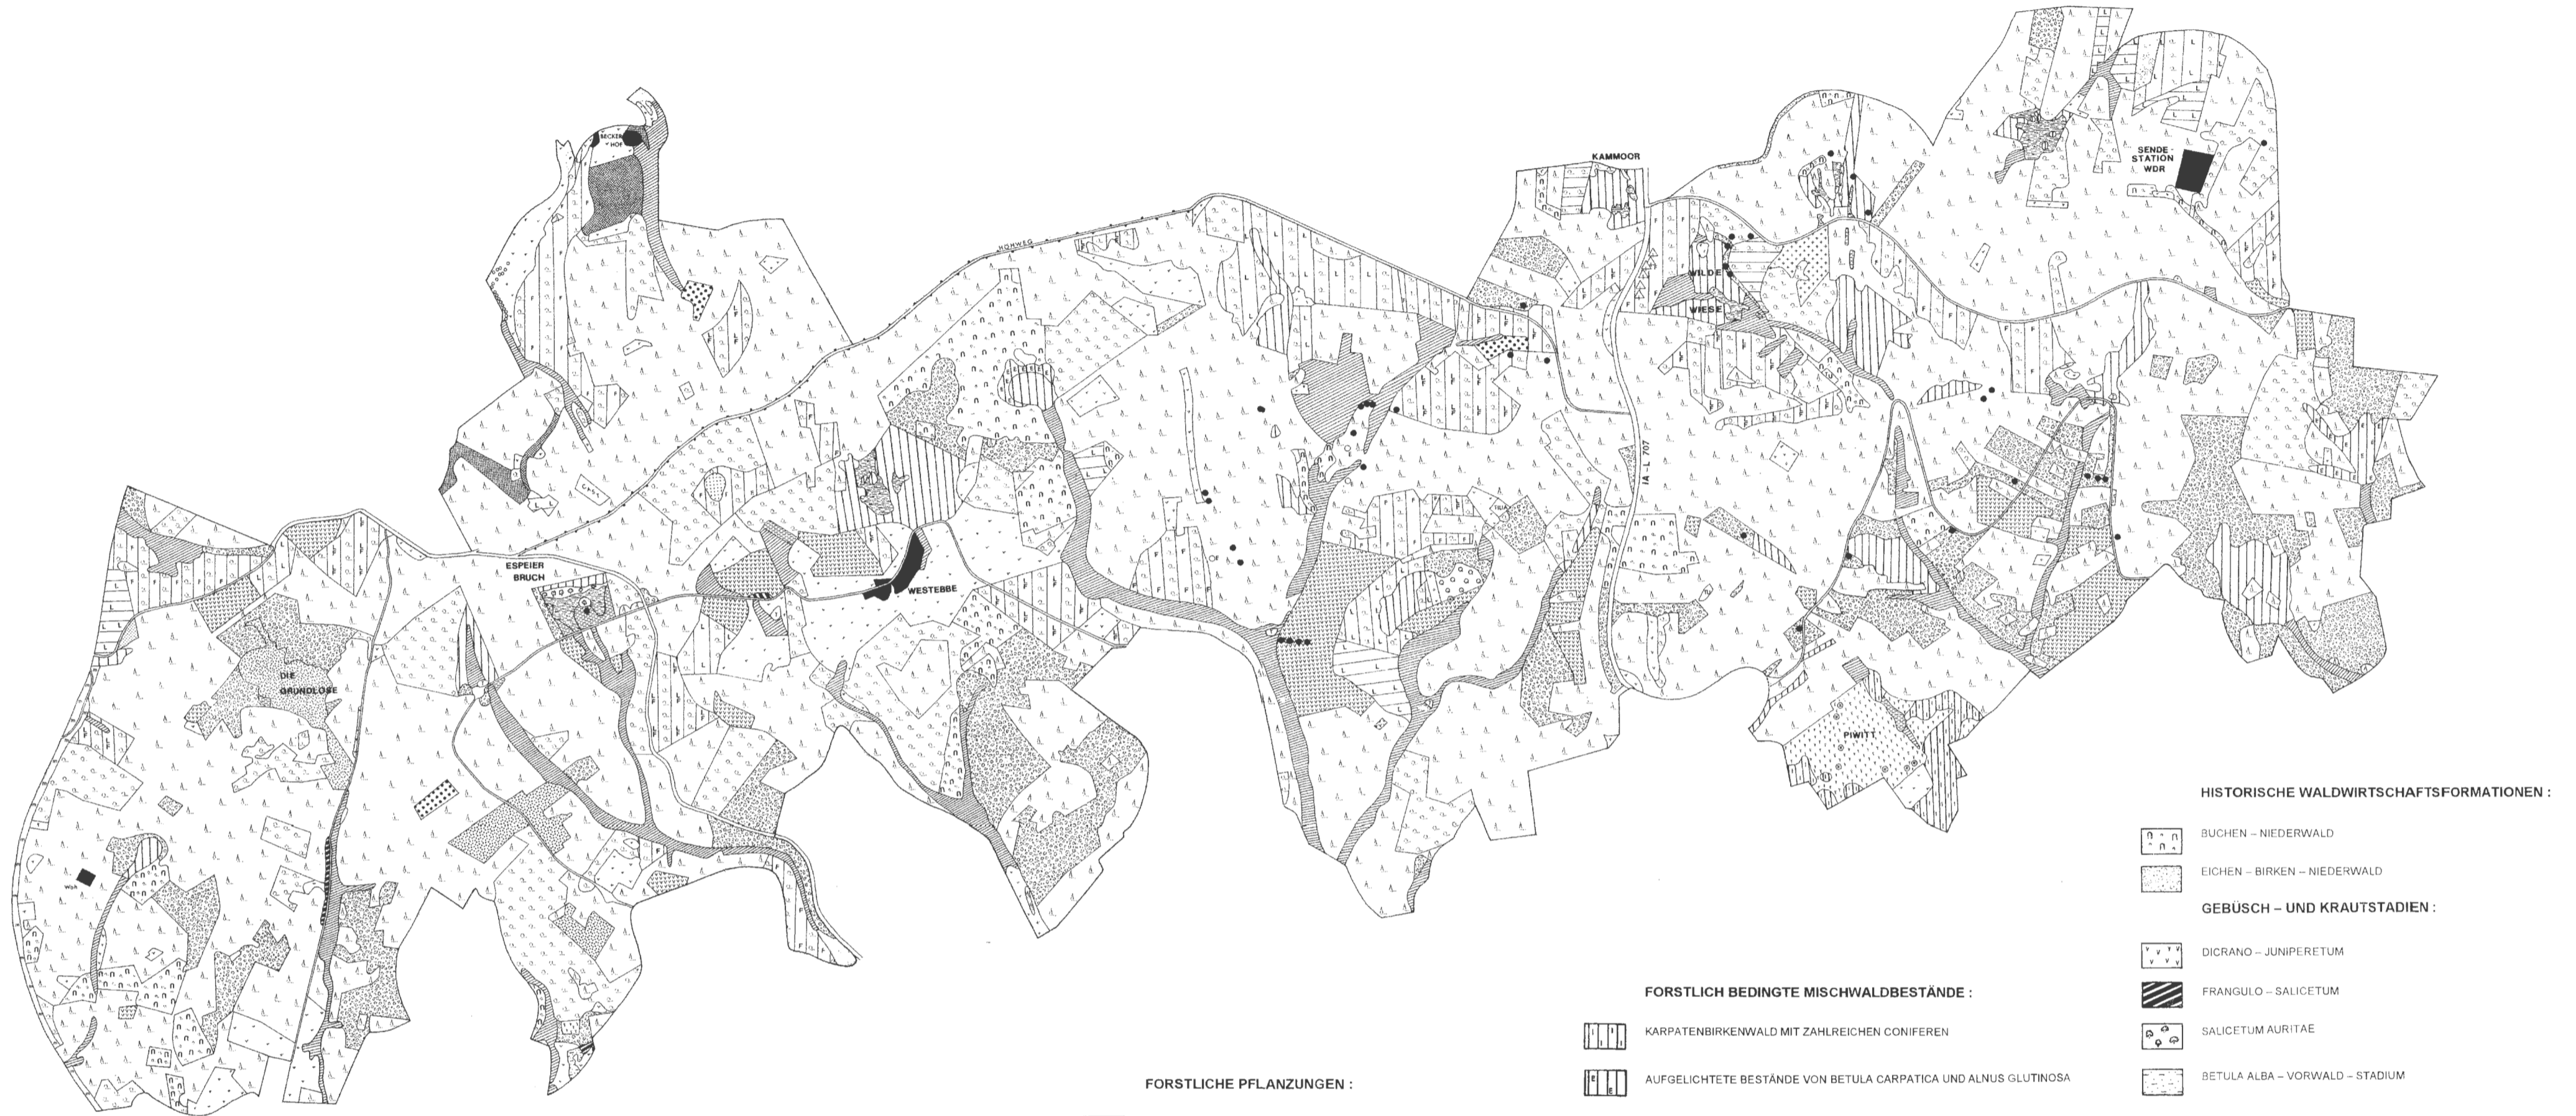 BECKER
HOF
KAMMOOR
SENDE -
STATION
WDR
HÖHWEG
WILDE
WIESE
IA - L 707
ESPEIER
BRUCH
WESTEBBE
DIE
GRUNDLOSE
PIWITT
HISTORISCHE WALDWIRTSCHAFTSFORMATIONEN :
BUCHEN – NIEDERWALD
EICHEN – BIRKEN – NIEDERWALD
GEBÜSCH – UND KRAUTSTADIEN :
DICRANO – JUNIPERETUM
FRANGULO – SALICETUM
SALICETUM AURITAE
BETULA ALBA – VORWALD – STADIUM
FORSTLICH BEDINGTE MISCHWALDBESTÄNDE :
KARPATENBIRKENWALD MIT ZAHLREICHEN CONIFEREN
AUFGELICHTETE BESTÄNDE VON BETULA CARPATICA UND ALNUS GLUTINOSA
FORSTLICHE PFLANZUNGEN :